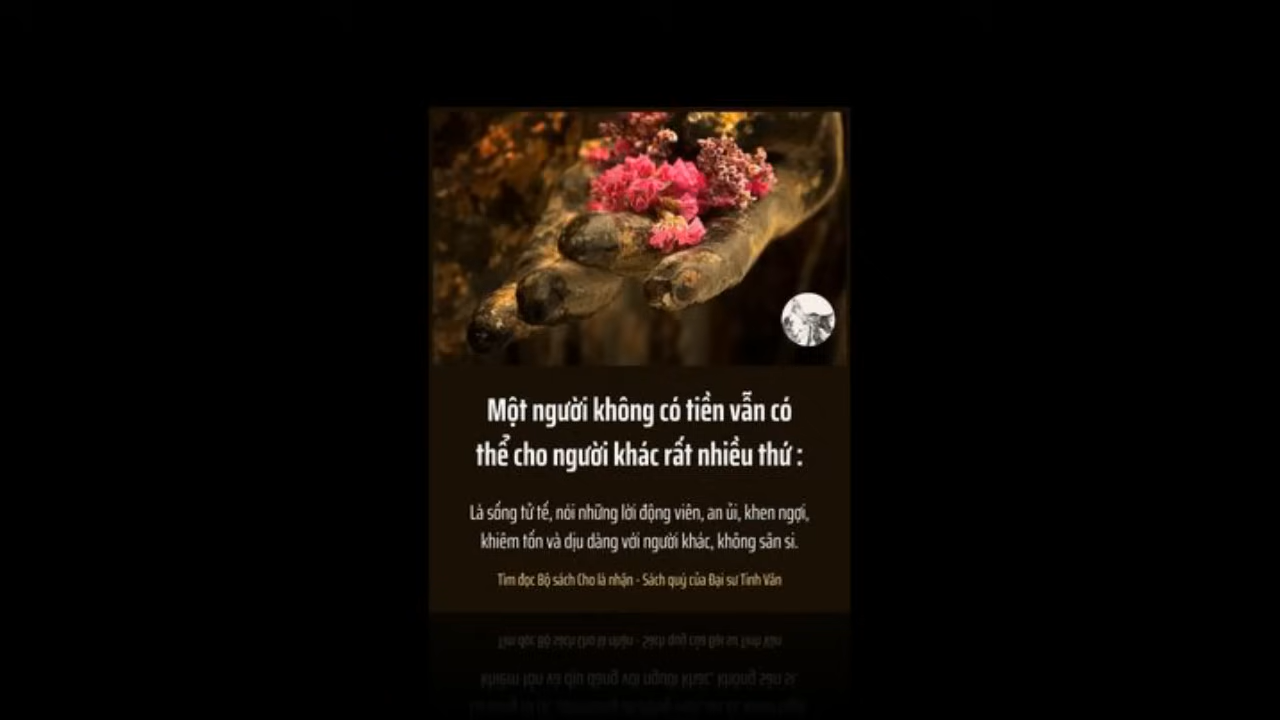 Một người không có tiền vẫn có
thể cho người khác rất nhiều thứ :
Là sống tử tế, nói những lời động viên, an ủi, khen ngợi,
khiêm tốn và dịu dàng với người khác, không sân si.
Tìm đọc Bộ sách Cho là nhận - Sách quý của Đại sư Tinh Vân